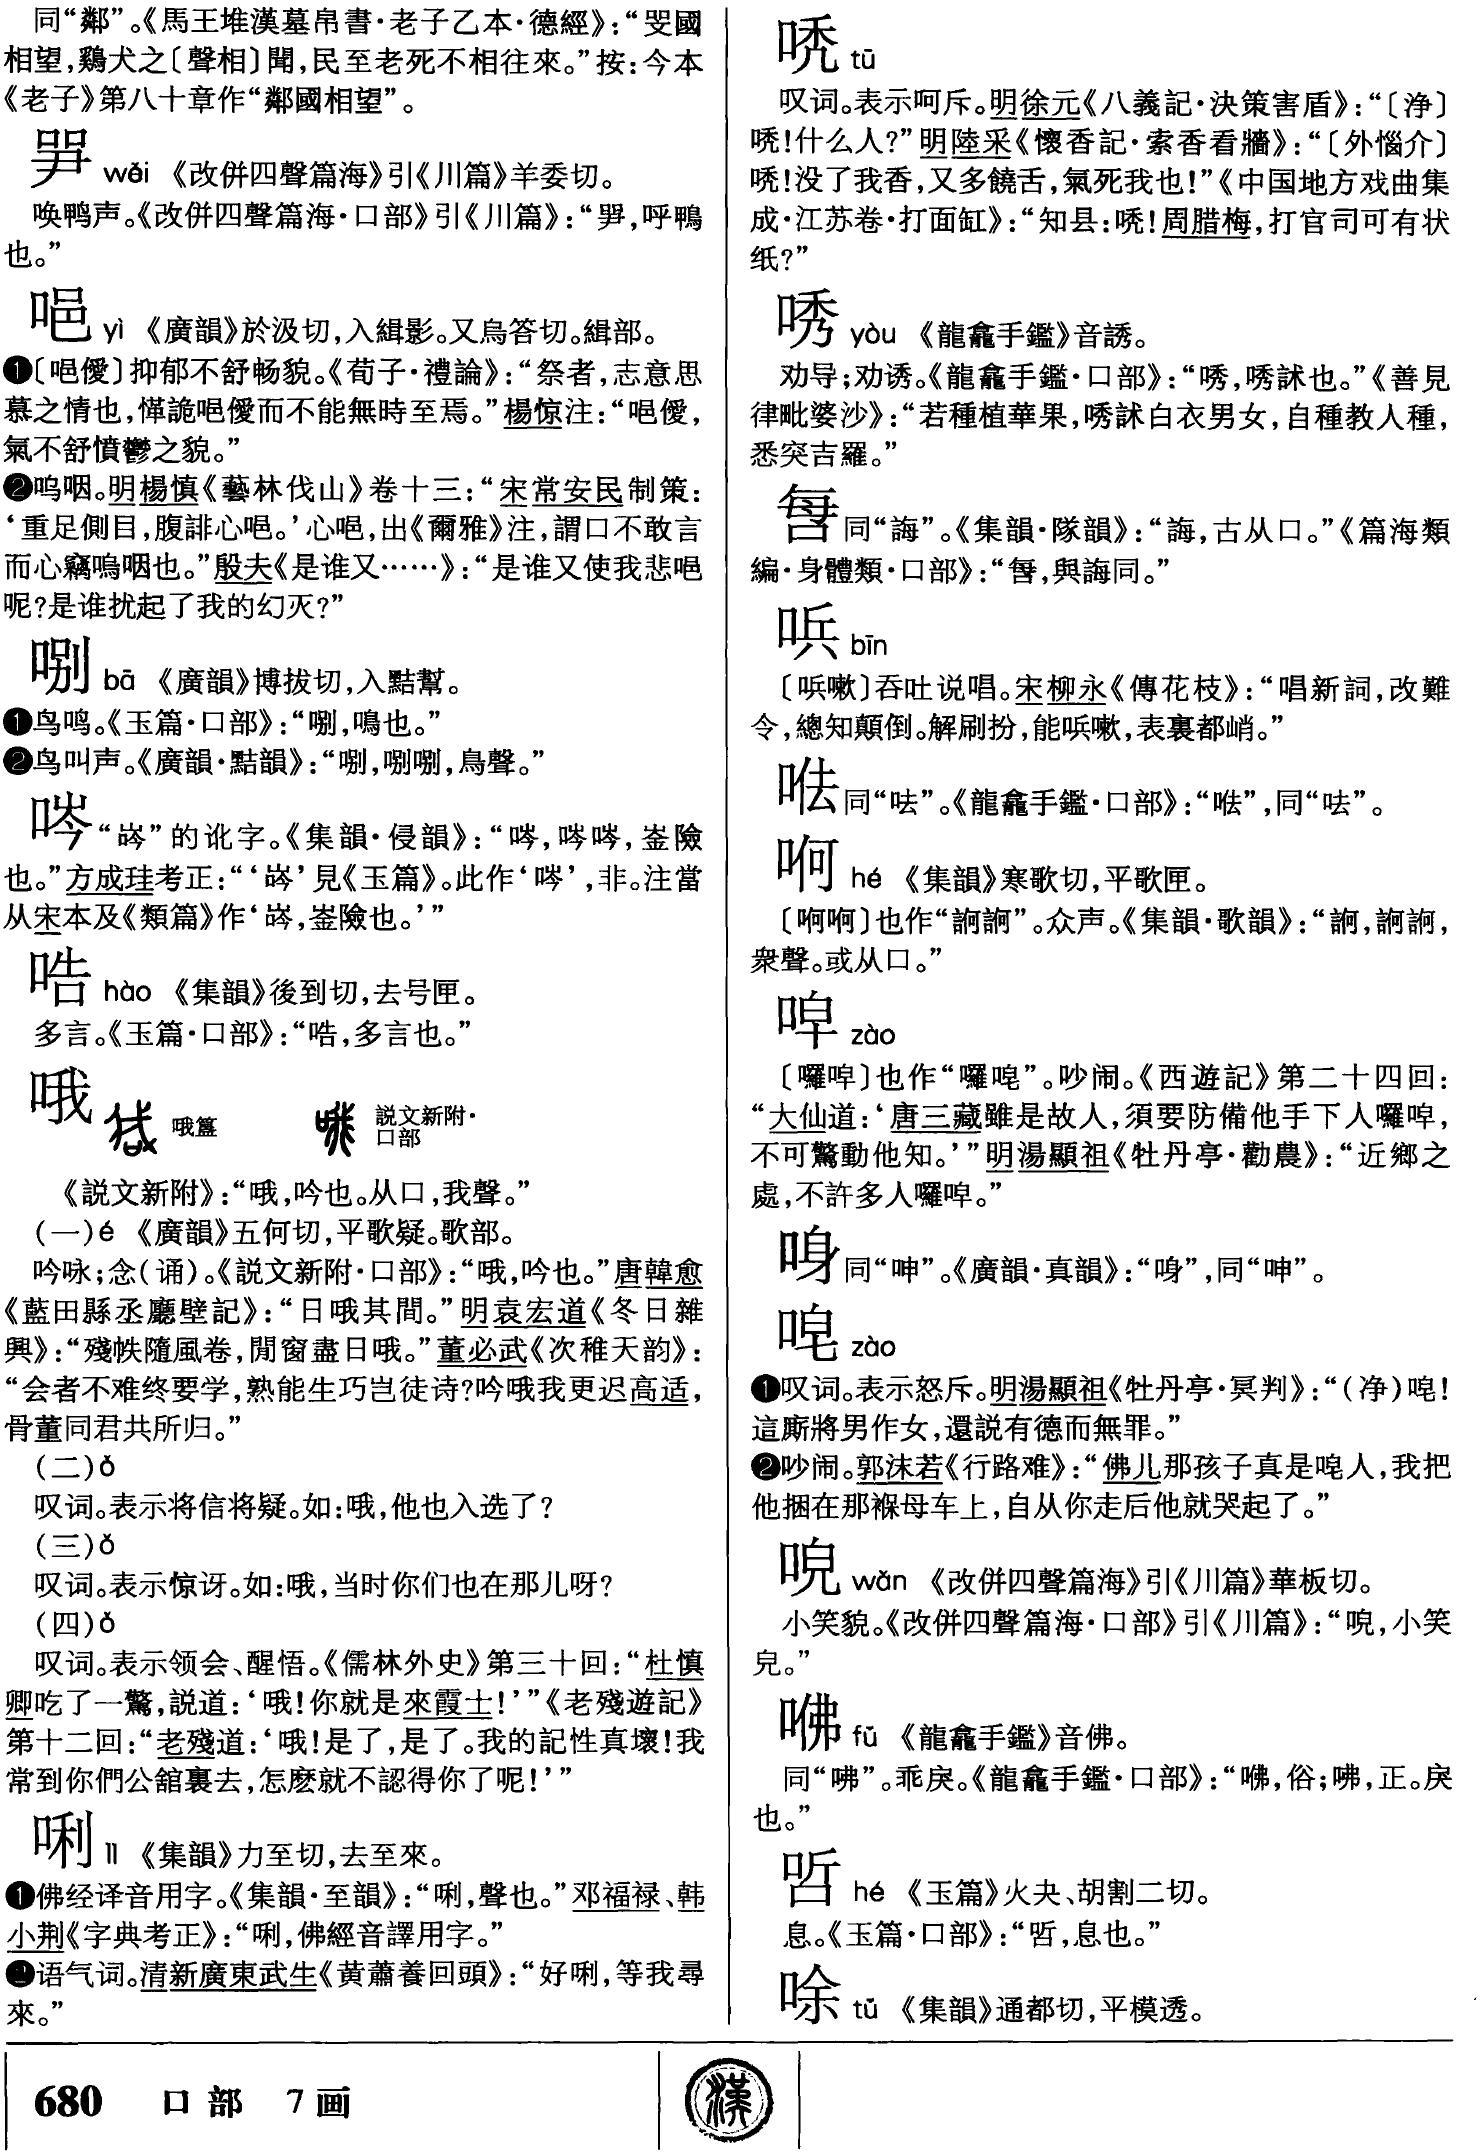 同“鄰”。《馬王堆漢墓帛書·老子乙本·德經》：“哭國
相望，鷄犬之〔聲相〕聞，民至老死不相往來。”按：今本
《老子》第八十章作“鄰國相望”。
wěi 《改併四聲篇海》引《川篇》羊委切。
唤鸭声。《改併四聲篇海·口部》引《川篇》：“，呼鴨
也。”
唈 yì 《廣韻》於汲切，入緝影。又烏答切。緝部。
❶〔唈僾〕抑郁不舒畅貌。《荀子·禮論》：“祭者，志意思
慕之情也，愅詭唈僾而不能無時至焉。”楊倞注：“唈僾，
氣不舒憤鬱之貌。”
❷呜咽。明楊慎《藝林伐山》卷十三：“宋常安民制策：
‘重足側目，腹誹心唈。’心唈，出《爾雅》注，謂口不敢言
而心竊嗚咽也。”殷夫《是谁又……》：“是谁又使我悲唈
呢？是谁扰起了我的幻灭？”
哵 bā 《廣韻》博拔切，入黠幫。
❶鸟鸣。《玉篇·口部》：“哵，鳴也。”
❷鸟叫声。《廣韻·黠韻》：“哵，哵哵，鳥聲。”
“㟥”的讹字。《集韻·侵韻》：“，崟險
也。”方成珪考正：“‘’見《玉篇》。此作‘’，非。注當
从宋本及《類篇》作‘，崟險也。’”
哠 hào 《集韻》後到切，去号匣。
多言。《玉篇·口部》：“哠，多言也。”
哦 哦簋 説文新附·
口部
《説文新附》：“哦，吟也。从口，我聲。”
（一）é 《廣韻》五何切，平歌疑。歌部。
吟咏；念（诵）。《説文新附·口部》：“哦，吟也。”唐韓愈
《藍田縣丞廳壁記》：“日哦其間。”明袁宏道《冬日雜
興》：“殘帙隨風卷，閒窗盡日哦。”董必武《次稚天韵》：
“会者不难终要学，熟能生巧岂徒诗？吟哦我更迟高适，
骨董同君共所归。”
（二）ǒ
叹词。表示将信将疑。如：哦，他也入选了？
（三）ǒ
叹词。表示惊讶。如：哦，当时你们也在那儿呀？
（四）ǒ
叹词。表示领会、醒悟。《儒林外史》第三十回：“杜慎
卿吃了一驚，説道：‘哦！你就是來霞士！’”《老殘遊記》
第十二回：“老殘道：‘哦！是了，是了。我的記性真壞！我
常到你們公舘裏去，怎麽就不認得你了呢！’”
唎 lì 《集韻》力至切，去至來。
❶佛经译音用字。《集韻·至韻》：“唎，聲也。”邓福禄、韩
小荆《字典考正》：“唎，佛經音譯用字。”
❷语气词。清新廣東武生《黃蕭養回頭》：“好唎，等我尋
來。”
唀 tū
叹词。表示呵斥。明徐元《八義記·決策害盾》：“〔净〕
唀！什么人？”明陸采《懷香記·索香看牆》：“〔外惱介〕
唀！没了我香，又多饒舌，氣死我也！”《中国地方戏曲集
成·江苏卷·打面缸》：“知县：唀！周腊梅，打官司可有状
纸？”
唀 yòu 《龍龕手鑑》音誘。
劝导；劝诱。《龍龕手鑑·口部》：“唀，唀訹也。”《善見
律毗婆沙》：“若種植華果，唀訹白衣男女，自種教人種，
悉突吉羅。”
同“誨”。《集韻·隊韻》：“誨，古从口。”《篇海類
編·身體類·口部》：“，與誨同。”
㖗 bīn
〔㖗嗽〕吞吐说唱。宋柳永《傳花枝》：“唱新詞，改難
令，總知顛倒。解刷扮，能㖗嗽，表裏都峭。”
同“呿”。《龍龕手鑑·口部》：“”，同“呿”。
hé 《集韻》寒歌切，平歌匣。
也作“訶訶”。众声。《集韻·歌韻》：“
衆聲。或从口。”
唕 zào
〔囉唕〕也作“囉唣”。吵闹。《西遊記》第二十四回：
“大仙道：‘唐三藏雖是故人，須要防備他手下人囉唕，
不可驚動他知。’”明湯顯祖《牡丹亭·勸農》：“近鄉之
處，不許多人囉唕。”
同“呻”。《廣韻·真韻》：“”，同“呻”。
唣 zào
❶叹词。表示怒斥。明湯顯祖《牡丹亭·冥判》：“（净）唣！
這廝將男作女，還説有德而無罪。”
❷吵闹。郭沫若《行路难》：“佛儿那孩子真是唣人，我把
他捆在那褓母车上，自从你走后他就哭起了。”
wǎn 《改併四聲篇海》引《川篇》華板切。
小笑貌。《改併四聲篇海·口部》引《川篇》：“，小笑
皃。”
fú 《龍龕手鑑》音佛。
同“咈”。乖戾。《龍龕手鑑·口部》：“，俗；咈，正。戾
也。”
hé 《玉篇》火夬、胡割二切。
息。《玉篇·口部》：“，息也。”
唋 tú 《集韻》通都切，平模透。
680 口部 7画
漢